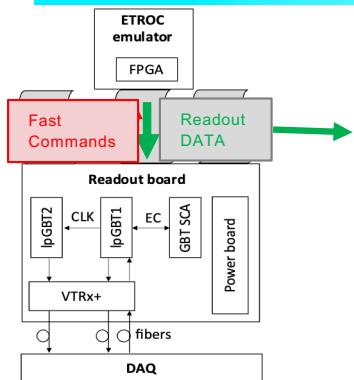 ETROC
emulator
FPGA
Fast
Commands
Readout
DATA
Readout board
lpGBT2
CLK
lpGBT1
EC
GBT SCA
Power board
VTRx+
fibers
DAQ